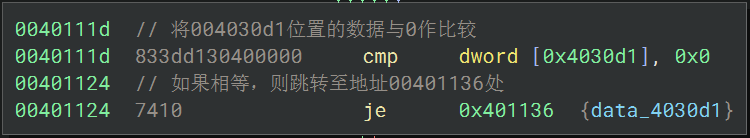 0040111d // 将004030d1位置的数据与0作比较
0040111d 833dd130400000 cmp dword [0x4030d1], 0x0
00401124 // 如果相等，则跳转至地址00401136处
00401124 7410 je 0x401136 {data_4030d1}